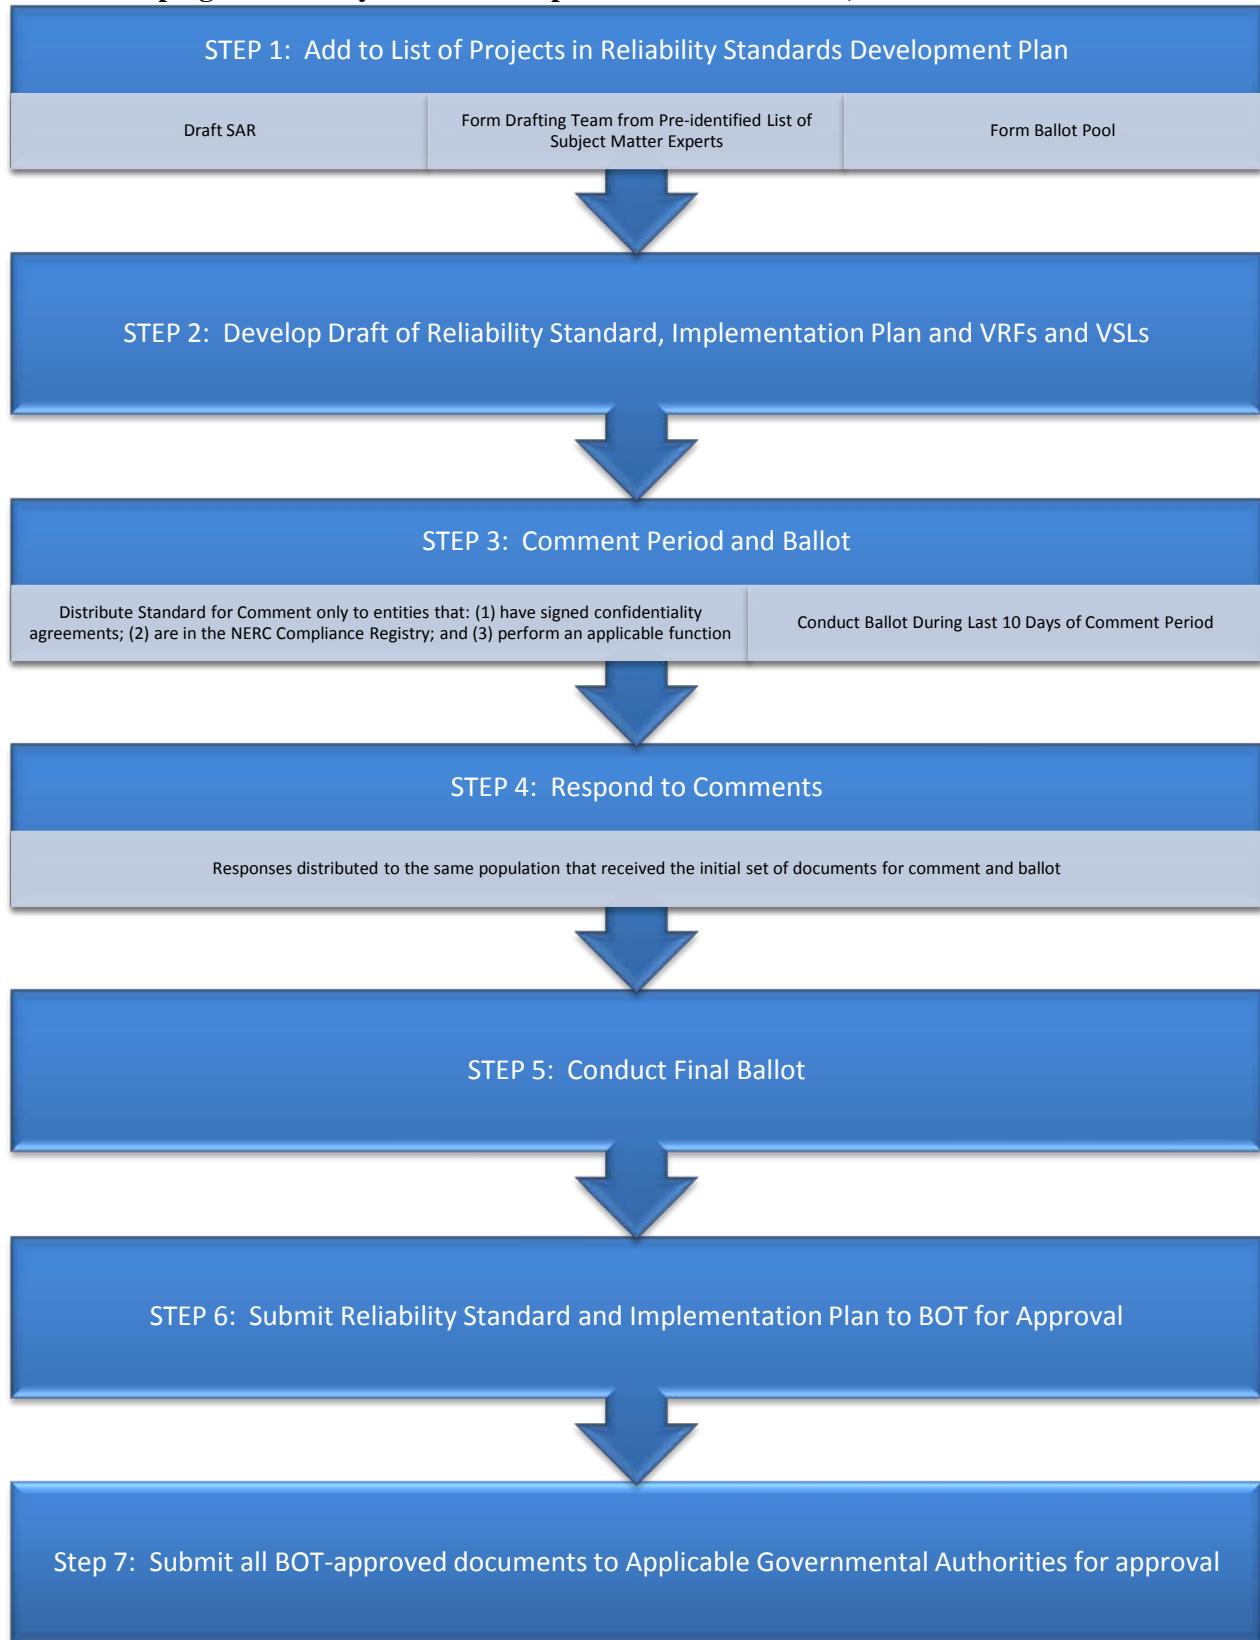 STEP 1: Add to List of Projects in Reliability Standards Development Plan
Draft SAR
Form Drafting Team from Pre-identified List of
Subject Matter Experts
Form Ballot Pool
STEP 2: Develop Draft of Reliability Standard, Implementation Plan and VRFs and VSLs
STEP 3: Comment Period and Ballot
Distribute Standard for Comment only to entities that: (1) have signed confidentiality
agreements; (2) are in the NERC Compliance Registry; and (3) perform an applicable function
Conduct Ballot During Last 10 Days of Comment Period
STEP 4: Respond to Comments
Responses distributed to the same population that received the initial set of documents for comment and ballot
STEP 5: Conduct Final Ballot
STEP 6: Submit Reliability Standard and Implementation Plan to BOT for Approval
Step 7: Submit all BOT-approved documents to Applicable Governmental Authorities for approval